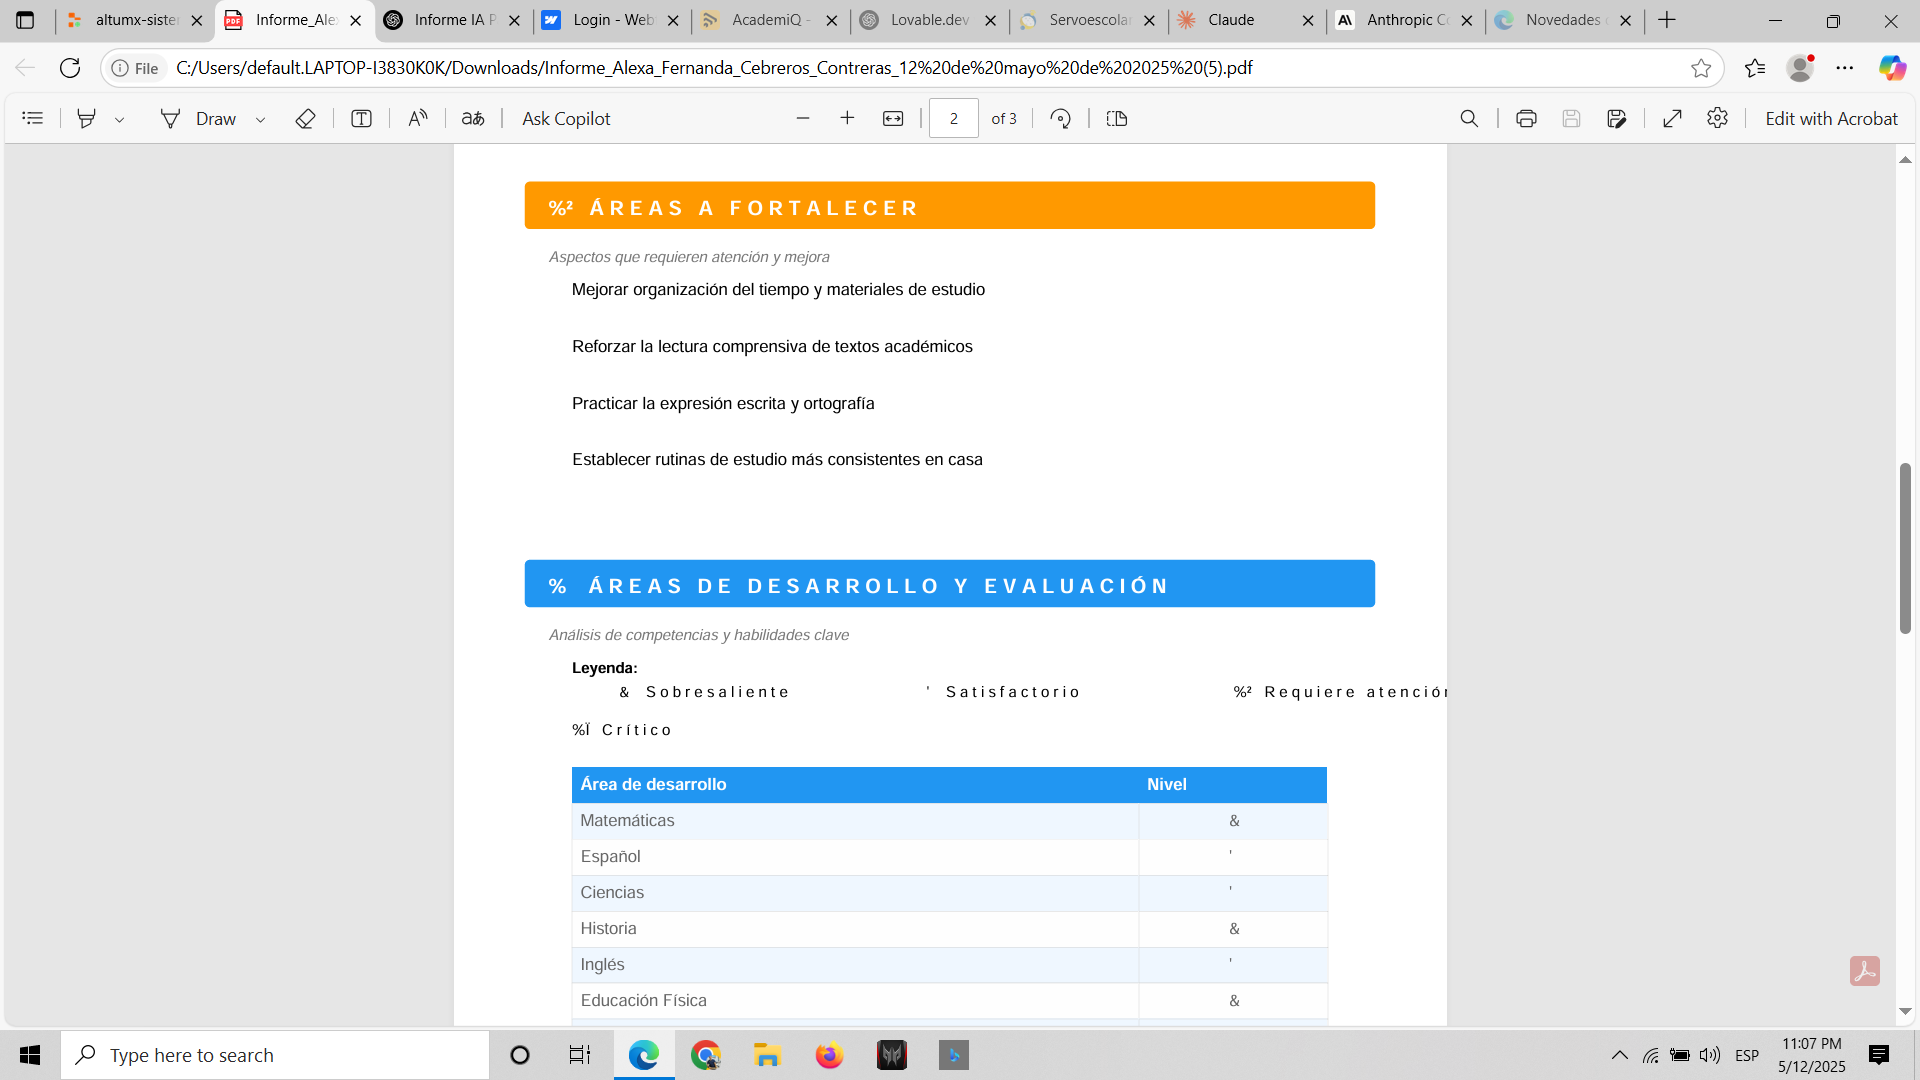 altumx-sister
Informe_Ale
Informe IA P
Login - Web
AcademiQ -
Lovable.dev
Servoescolar
Claude
Anthropic Co
Novedades
File
C:/Users/default.LAPTOP-I3830K0K/Downloads/Informe_Alexa_Fernanda_Cebreros_Contreras_12%20de%20mayo%20de%202025%20(5).pdf
Draw
Ask Copilot
2 of 3
Edit with Acrobat
%² ÁREAS A FORTALECER
Aspectos que requieren atención y mejora
Mejorar organización del tiempo y materiales de estudio
Reforzar la lectura comprensiva de textos académicos
Practicar la expresión escrita y ortografía
Establecer rutinas de estudio más consistentes en casa
% ÁREAS DE DESARROLLO Y EVALUACIÓN
Análisis de competencias y habilidades clave
Leyenda:
& Sobresaliente ' Satisfactorio %² Requiere atención
%Ï Crítico
Área de desarrollo Nivel
Matemáticas &
Español '
Ciencias '
Historia &
Inglés '
Educación Física &
Type here to search
ESP
11:07 PM
5/12/2025